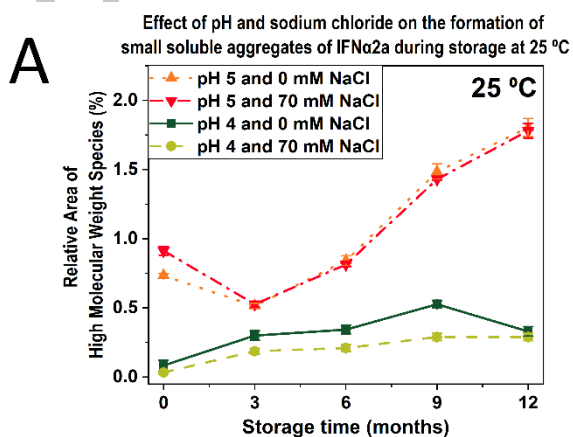 Effect of pH and sodium chloride on the formation of
small soluble aggregates of IFNα2a during storage at 25 ºC
A
pH 5 and 0 mM NaCl
pH 5 and 70 mM NaCl
pH 4 and 0 mM NaCl
pH 4 and 70 mM NaCl
25 ºC
Relative Area of
High Molecular Weight Species (%)
2.0
1.5
1.0
0.5
0.0
0 3 6 9 12
Storage time (months)